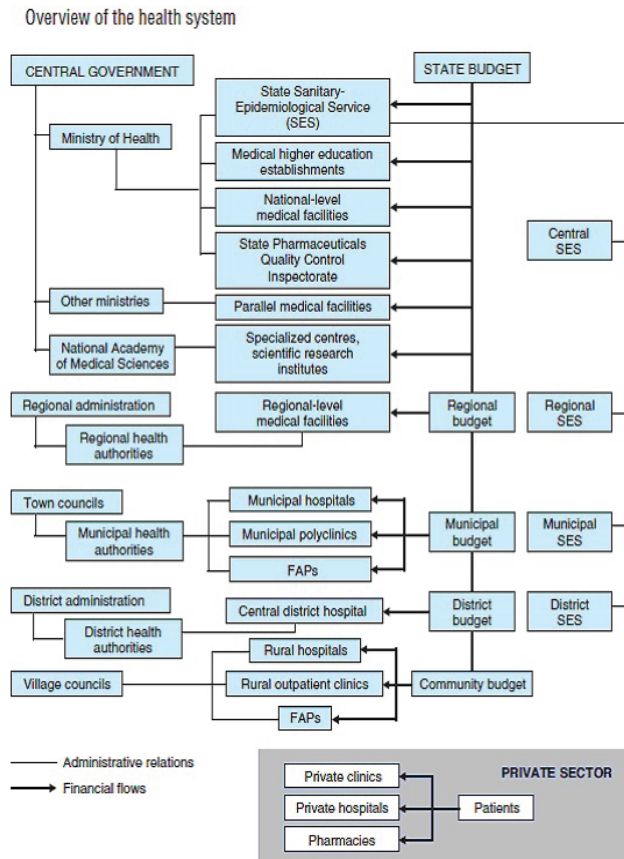 Overview of the health system
CENTRAL GOVERNMENT
STATE BUDGET
State Sanitary-
Epidemiological Service
(SES)
Ministry of Health
Medical higher education
establishments
National-level
medical facilities
Central
SES
State Pharmaceuticals
Quality Control
Inspectorate
Other ministries
Parallel medical facilities
National Academy
of Medical Sciences
Specialized centres,
scientific research
institutes
Regional administration
Regional health
authorities
Regional-level
medical facilities
Regional
budget
Regional
SES
Town councils
Municipal health
authorities
Municipal hospitals
Municipal polyclinics
FAPs
Municipal
budget
Municipal
SES
District administration
District health
authorities
Central district hospital
District
budget
District
SES
Village councils
Rural hospitals
Rural outpatient clinics
FAPs
Community budget
Administrative relations
Financial flows
PRIVATE SECTOR
Private clinics
Private hospitals
Pharmacies
Patients